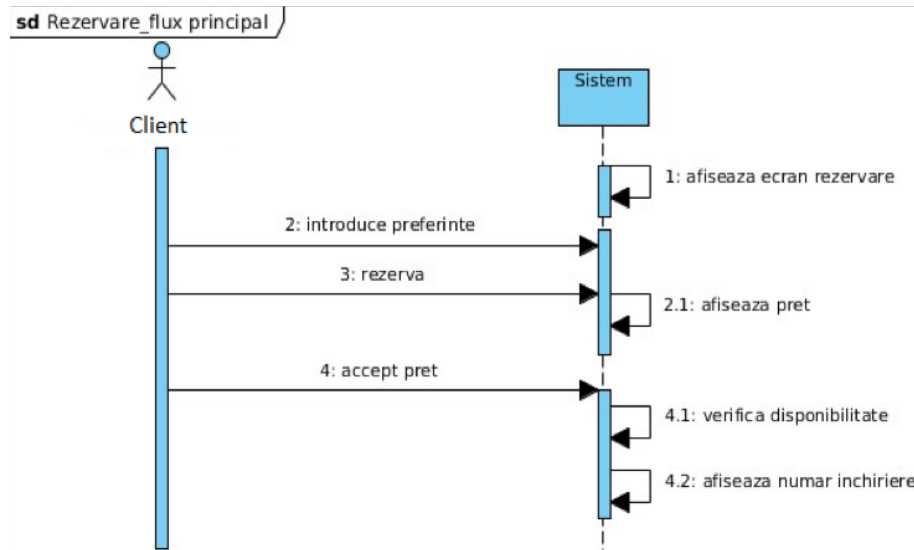 sd Rezervare_flux principal
Client
Sistem
1: afiseaza ecran rezervare
2: introduce preferinte
3: rezerva
2.1: afiseaza pret
4: accept pret
4.1: verifica disponibilitate
4.2: afiseaza numar inchiriere